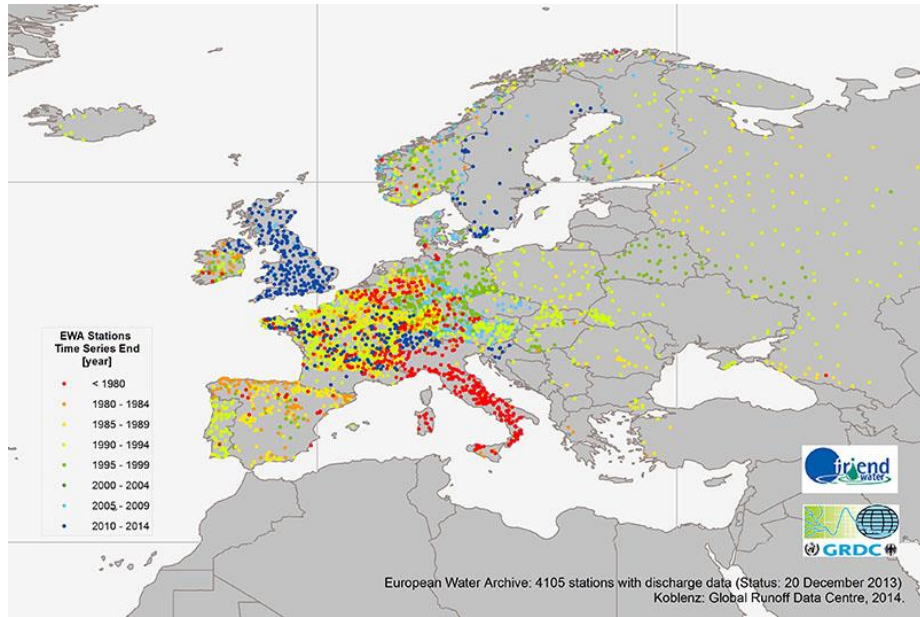 EWA Stations
Time Series End
[year]
< 1980
1980 - 1984
1985 - 1989
1990 - 1994
1995 - 1999
2000 - 2004
2005 - 2009
2010 - 2014
friend
water
GRDC
European Water Archive: 4105 stations with discharge data (Status: 20 December 2013)
Koblenz: Global Runoff Data Centre, 2014.